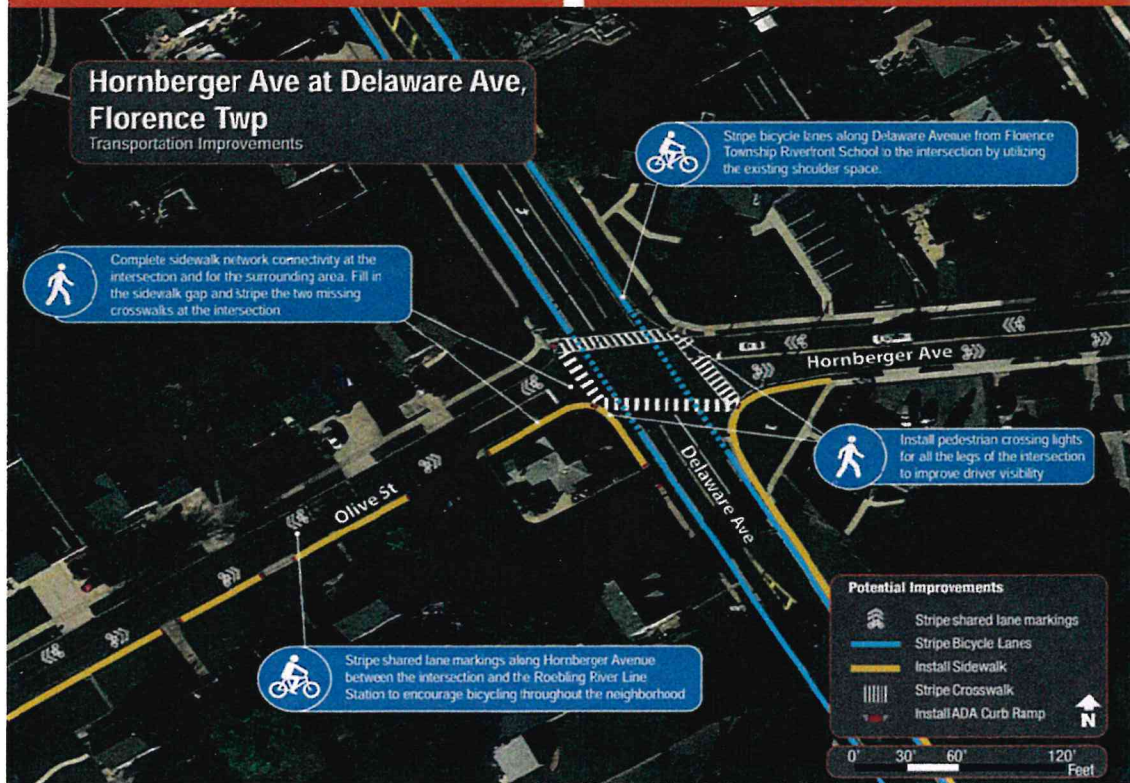 Hornberger Ave at Delaware Ave,
Florence Twp
Transportation Improvements
Stripe bicycle lanes along Delaware Avenue from Florence
Township Riverfront School to the intersection by utilizing
the existing shoulder space.
Complete sidewalk network connectivity at the
intersection and for the surrounding area. Fill in
the sidewalk gap and stripe the two missing
crosswalks at the intersection
Hornberger Ave
Install pedestrian crossing lights
for all the legs of the intersection
to improve driver visibility
Delaware Ave
Olive St
Stripe shared lane markings along Hornberger Avenue
between the intersection and the Roebling River Line
Station to encourage bicycling throughout the neighborhood
Potential Improvements
Stripe shared lane markings
Stripe Bicycle Lanes
Install Sidewalk
Stripe Crosswalk
Install ADA Curb Ramp
N
0' 30' 60' 120'
Feet